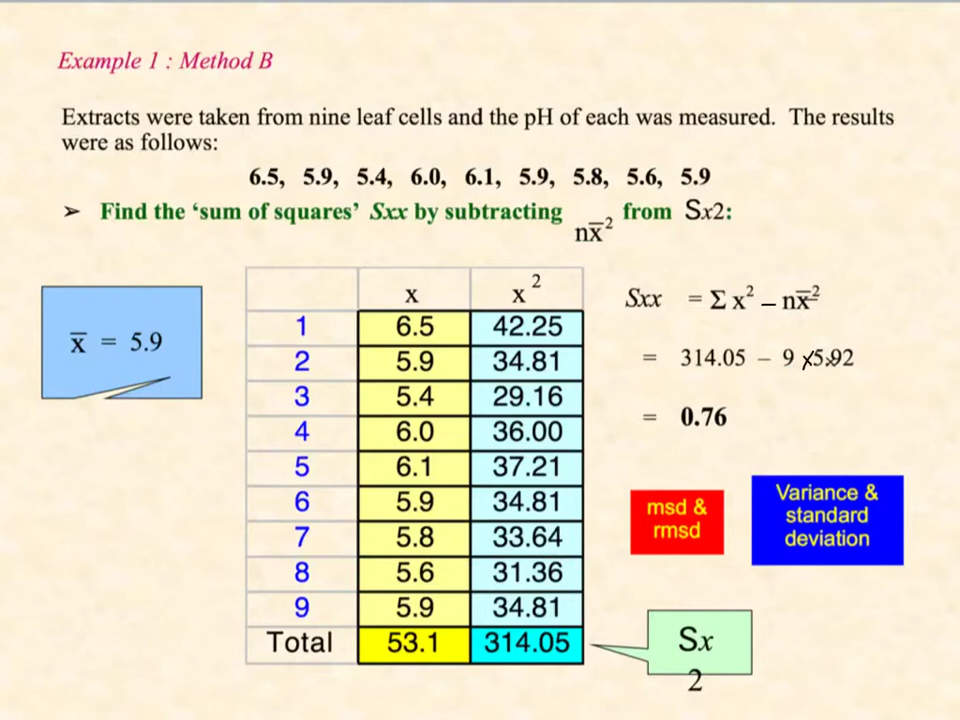 Example 1 : Method B
Extracts were taken from nine leaf cells and the pH of each was measured. The results
were as follows:
6.5, 5.9, 5.4, 6.0, 6.1, 5.9, 5.8, 5.6, 5.9
➢ Find the ‘sum of squares’ Sxx by subtracting nx̅² from Sx2:
x̅ = 5.9
x x²
1 6.5 42.25
2 5.9 34.81
3 5.4 29.16
4 6.0 36.00
5 6.1 37.21
6 5.9 34.81
7 5.8 33.64
8 5.6 31.36
9 5.9 34.81
Total 53.1 314.05
Sxx = Σ x² – nx̅²
= 314.05 – 9 × 5.92
= 0.76
msd &
rmsd
Variance &
standard
deviation
Sx
2